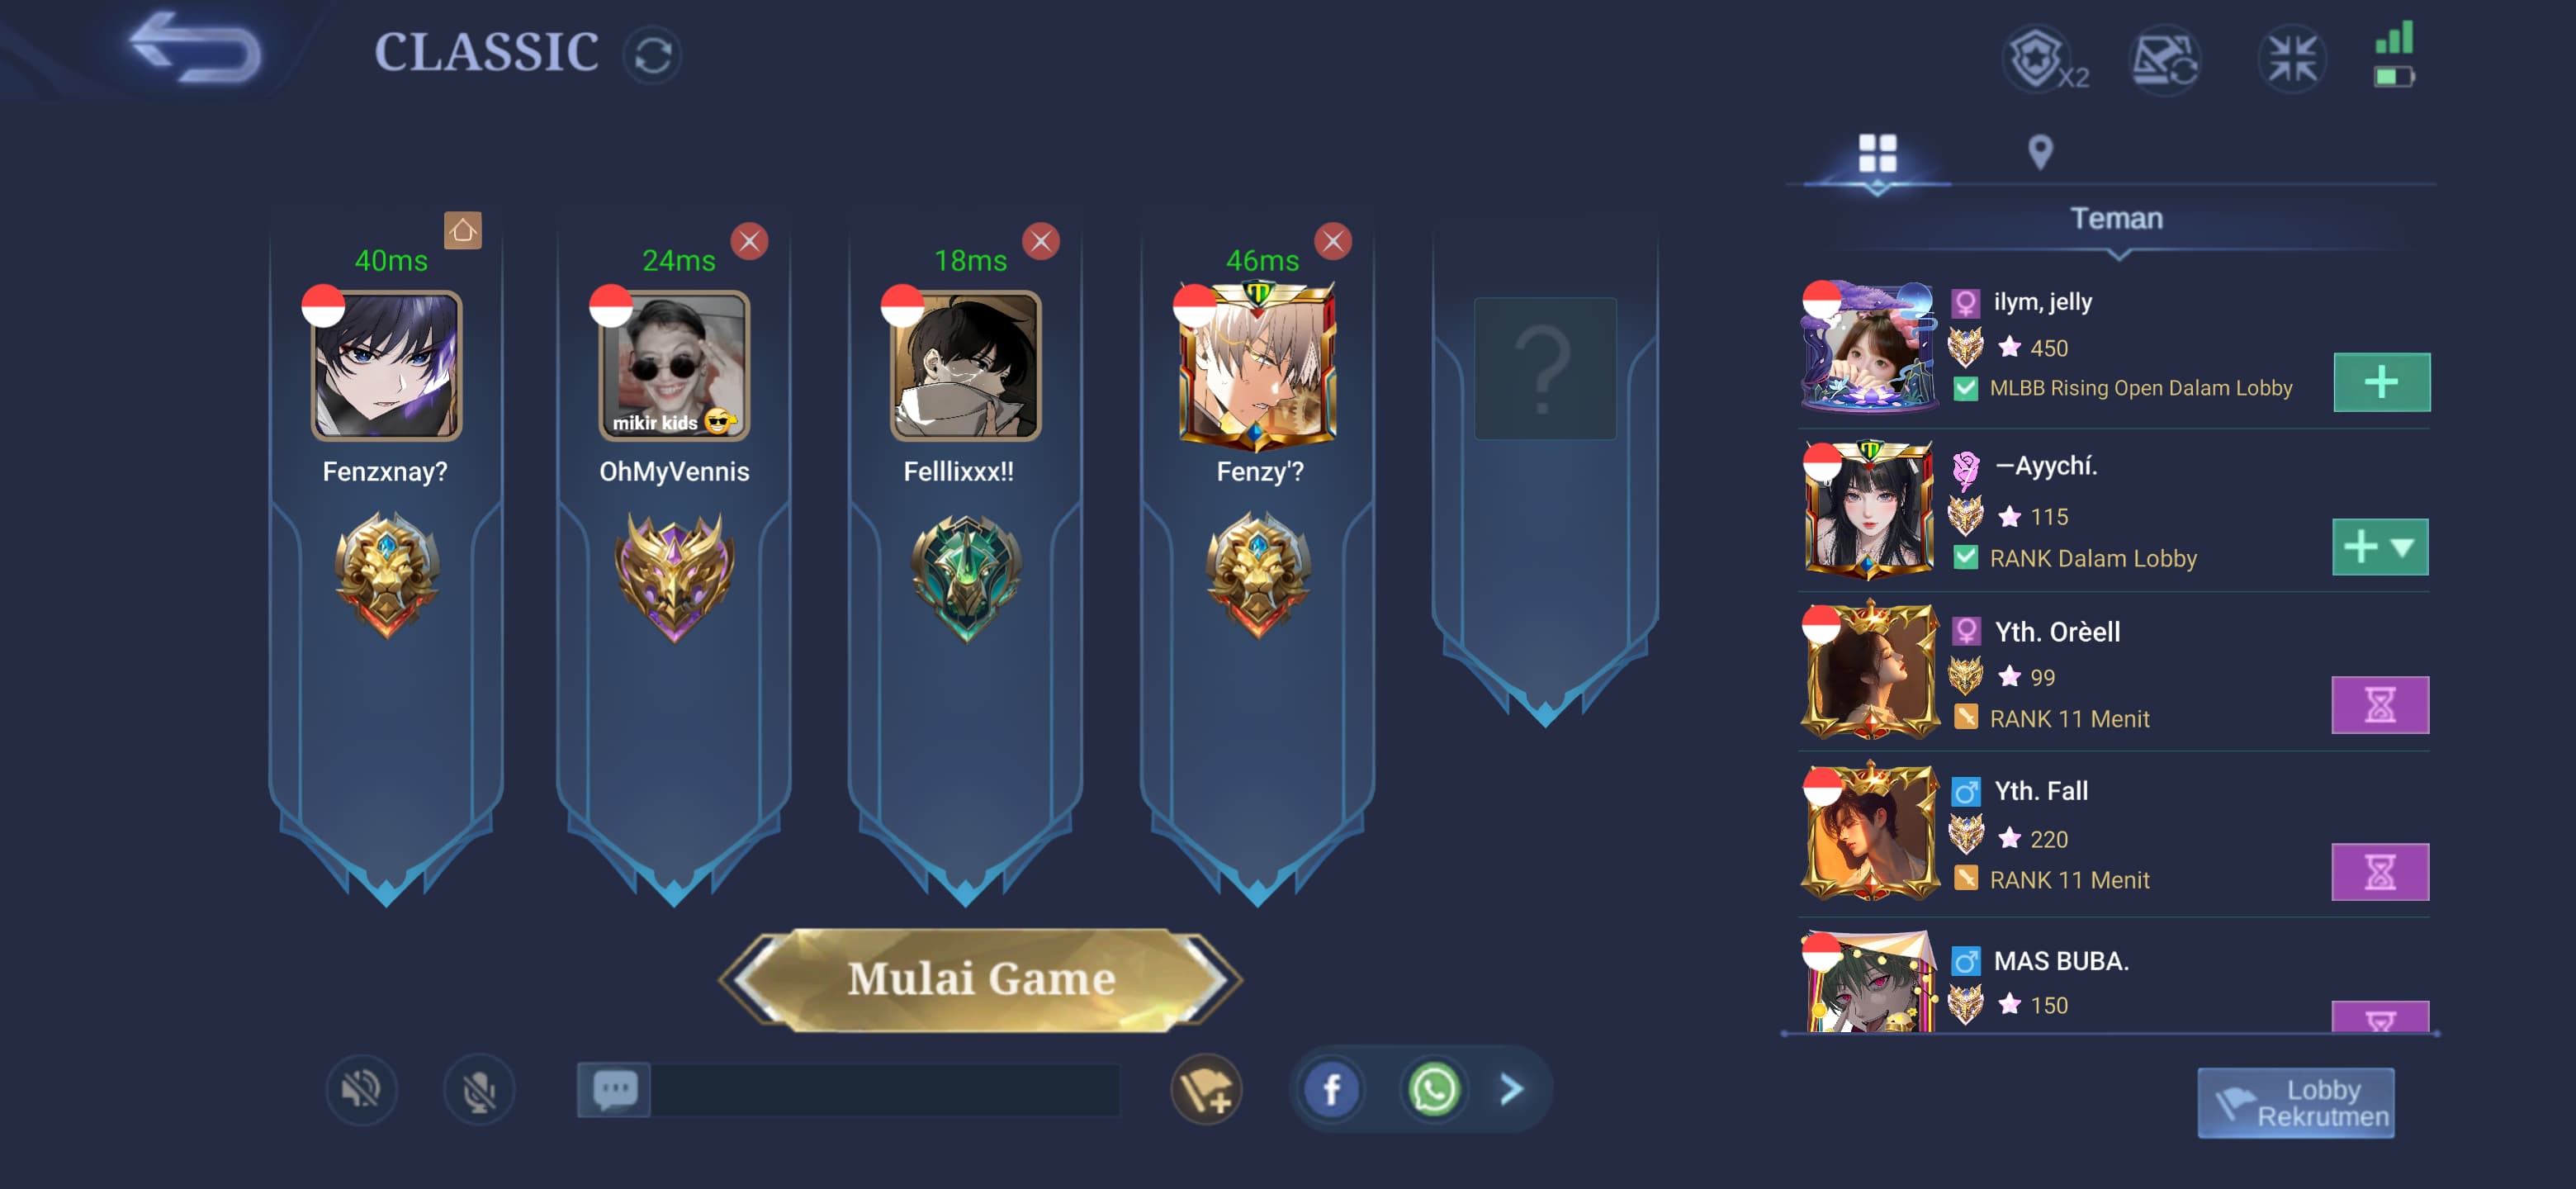 CLASSIC
X2
Teman
40ms
24ms
18ms
46ms
mikir kids
Fenzxnay?
OhMyVennis
Felllixxx!!
Fenzy'?
?
ilym, jelly
450
MLBB Rising Open Dalam Lobby
—Ayychí.
115
RANK Dalam Lobby
Yth. Orèell
99
RANK 11 Menit
Yth. Fall
220
RANK 11 Menit
MAS BUBA.
150
Mulai Game
Lobby
Rekrutmen